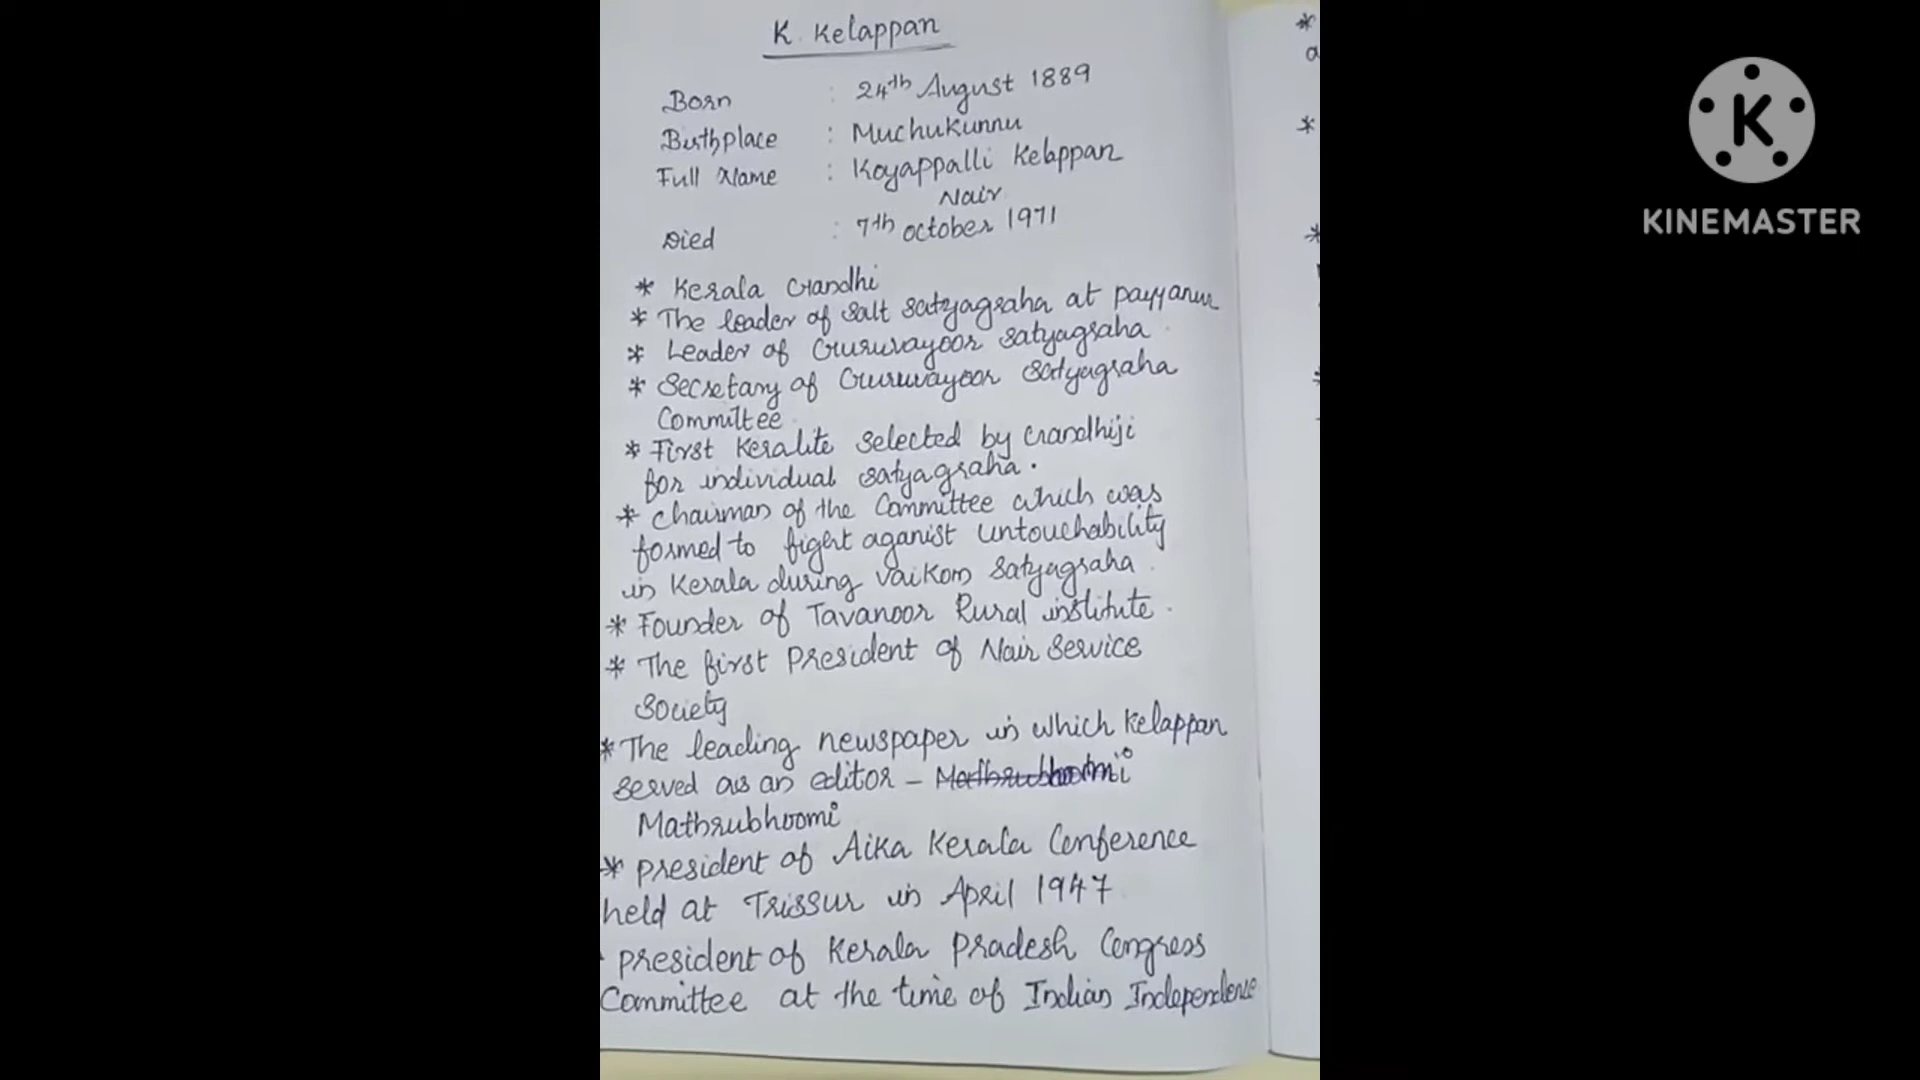 K. Kelappan
Born : 24th August 1889
Birthplace : Muchukunnu
Full Name : Koyappalli Kelappan
Nair
Died : 7th october 1971
* Kerala Gandhi
* The leader of Salt Satyagraha at payyanur
* Leader of Guruvayoor Satyagraha
* Secretary of Guruvayoor Satyagraha
Committee
* First Keralite selected by Gandhiji
for individual satyagraha.
* Chairman of the Committee which was
formed to fight aganist untouchability
in Kerala during Vaikom Satyagraha.
* Founder of Tavanoor Rural institute.
* The first President of Nair Service
Society
* The leading newspaper in which Kelappan
served as an editor - Mathrubhoomi
Mathrubhoomi
* president of Aika Kerala Conference
held at Trissur in April 1947
president of Kerala Pradesh Congress
Committee at the time of Indian Independence
K
KINEMASTER